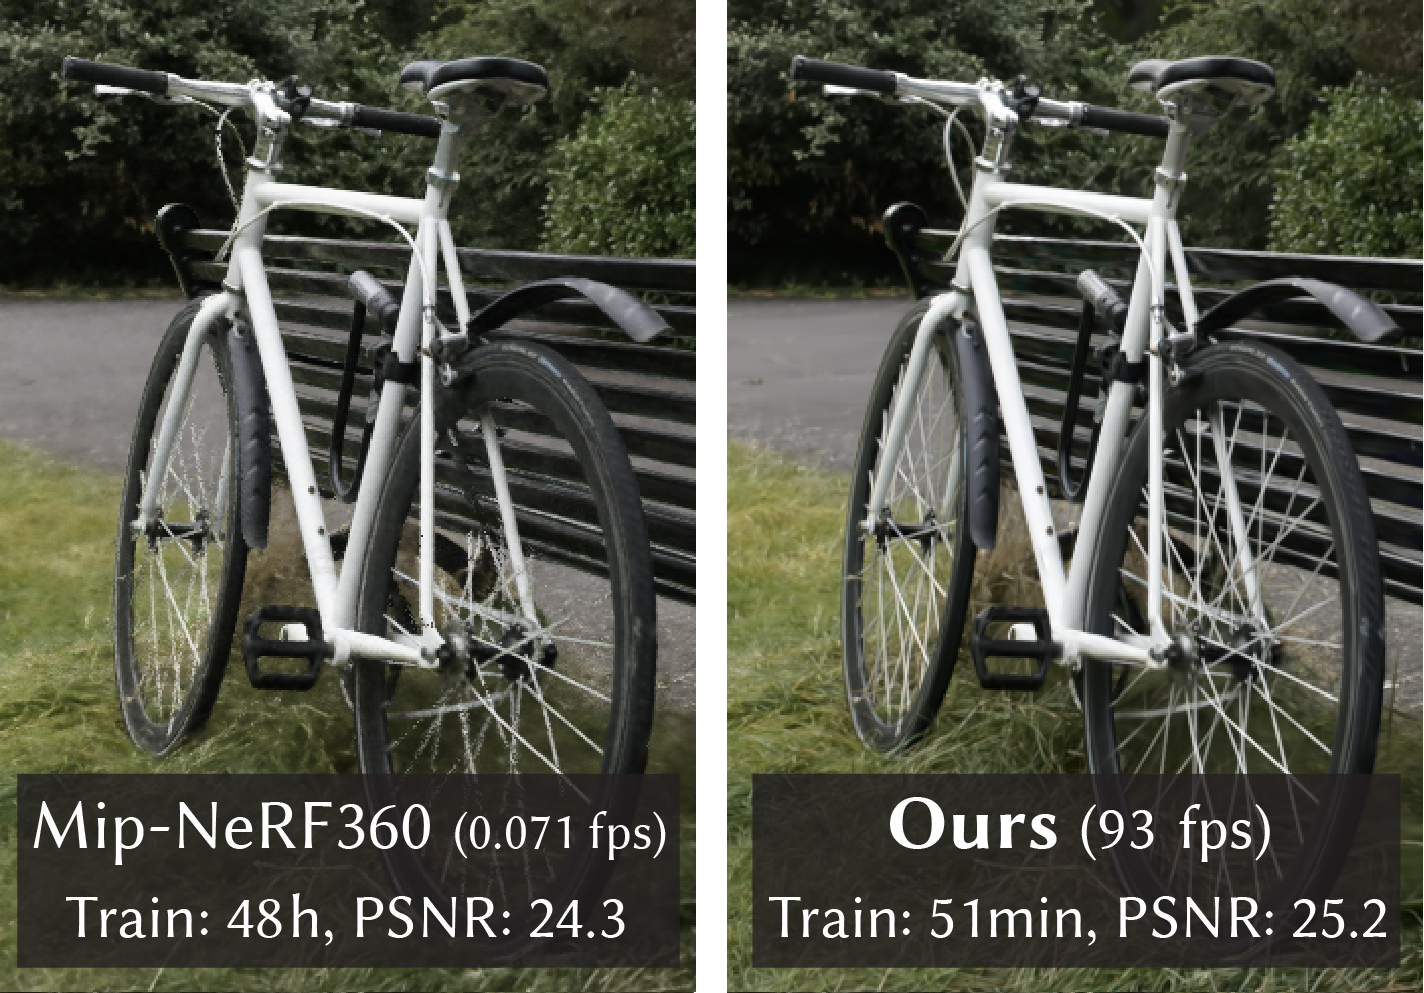 Mip-NeRF360 (0.071 fps)
Train: 48h, PSNR: 24.3
Ours (93 fps)
Train: 51min, PSNR: 25.2